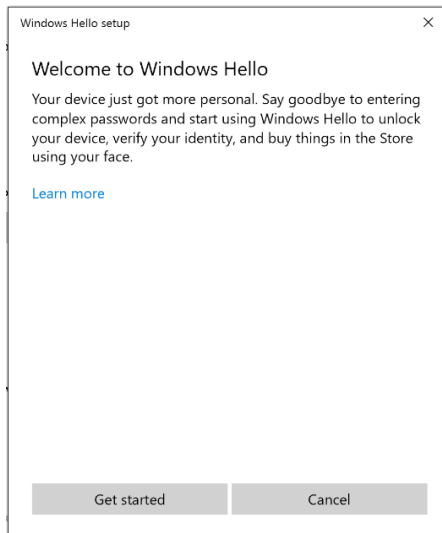 Windows Hello setup
Welcome to Windows Hello
Your device just got more personal. Say goodbye to entering
complex passwords and start using Windows Hello to unlock
your device, verify your identity, and buy things in the Store
using your face.
Learn more
Get started
Cancel